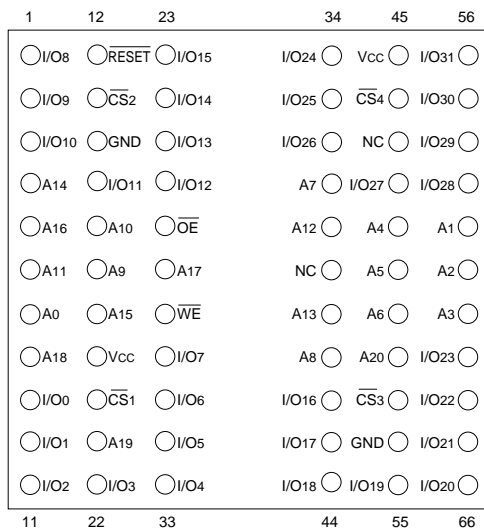 1 12 23 34 45 56
I/O8 RESET I/O15 I/O24 VCC I/O31
I/O9 CS2 I/O14 I/O25 CS4 I/O30
I/O10 GND I/O13 I/O26 NC I/O29
A14 I/O11 I/O12 A7 I/O27 I/O28
A16 A10 OE A12 A4 A1
A11 A9 A17 NC A5 A2
A0 A15 WE A13 A6 A3
A18 VCC I/O7 A8 A20 I/O23
I/O0 CS1 I/O6 I/O16 CS3 I/O22
I/O1 A19 I/O5 I/O17 GND I/O21
I/O2 I/O3 I/O4 I/O18 I/O19 I/O20
11 22 33 44 55 66